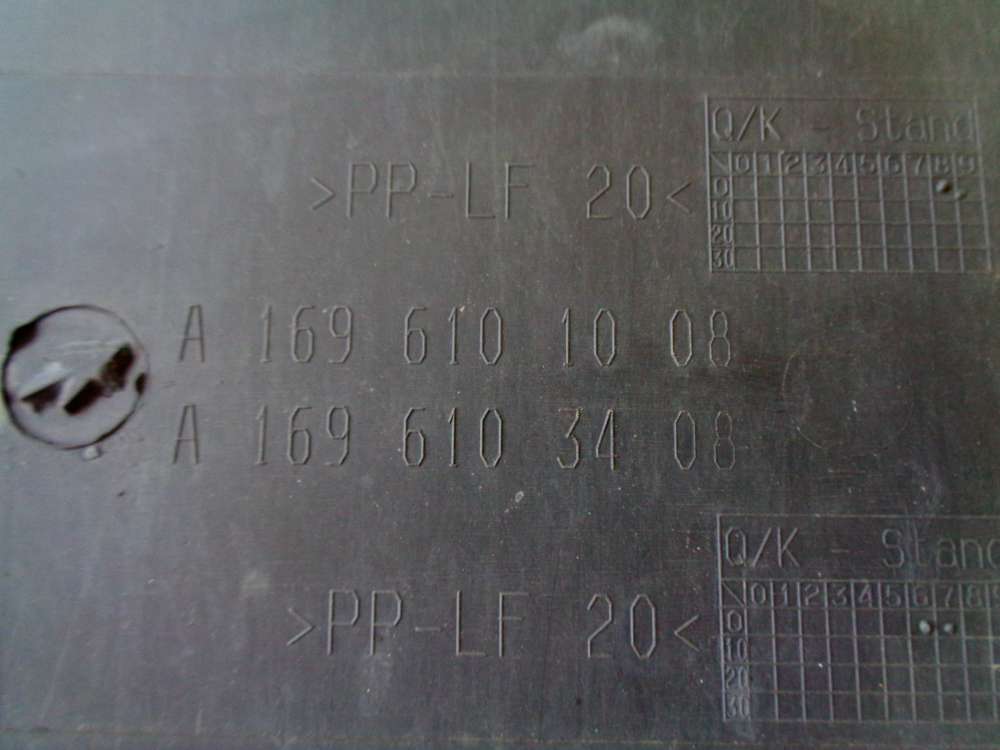 Q/K - Stand
0 1 2 3 4 5 6 7 8 9
0
10
20
30
>PP-LF 20<
A 169 610 10 08
A 169 610 34 08
Q/K - Stand
0 1 2 3 4 5 6 7 8
0
10
20
30
>PP-LF 20<